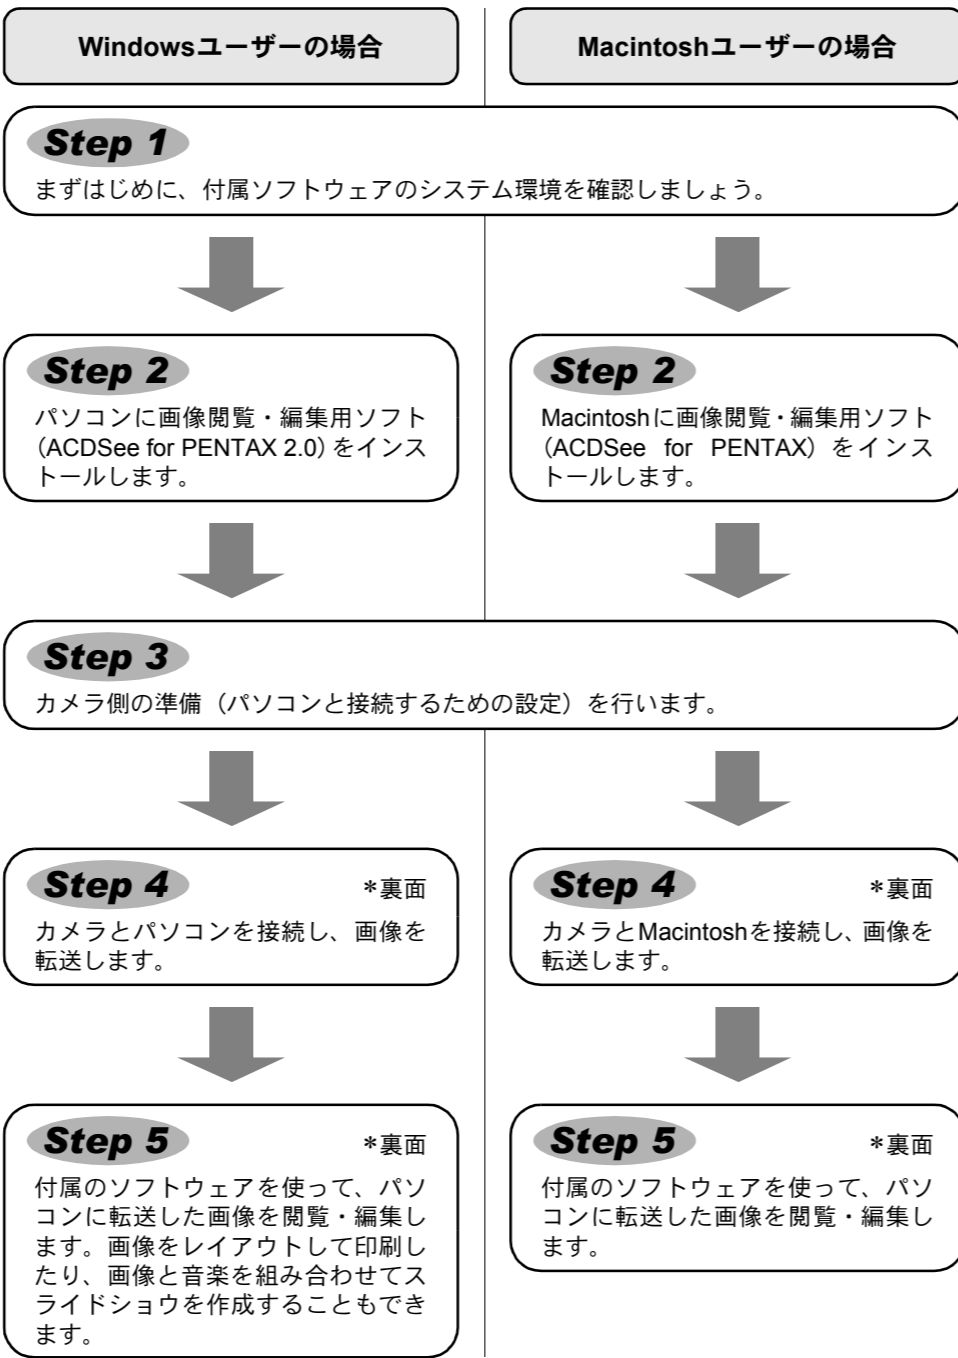 Windowsユーザーの場合
Macintoshユーザーの場合
Step 1
まずはじめに、付属ソフトウェアのシステム環境を確認しましょう。
Step 2
パソコンに画像閲覧・編集用ソフト
（ACDSee for PENTAX 2.0）をインス
トールします。
Step 2
Macintoshに画像閲覧・編集用ソフト
（ACDSee for PENTAX）をインス
トールします。
Step 3
カメラ側の準備（パソコンと接続するための設定）を行います。
Step 4 *裏面
カメラとパソコンを接続し、画像を
転送します。
Step 4 *裏面
カメラとMacintoshを接続し、画像を
転送します。
Step 5 *裏面
付属のソフトウェアを使って、パソ
コンに転送した画像を閲覧・編集し
ます。画像をレイアウトして印刷し
たり、画像と音楽を組み合わせてス
ライドショウを作成することもでき
ます。
Step 5 *裏面
付属のソフトウェアを使って、パソ
コンに転送した画像を閲覧・編集し
ます。